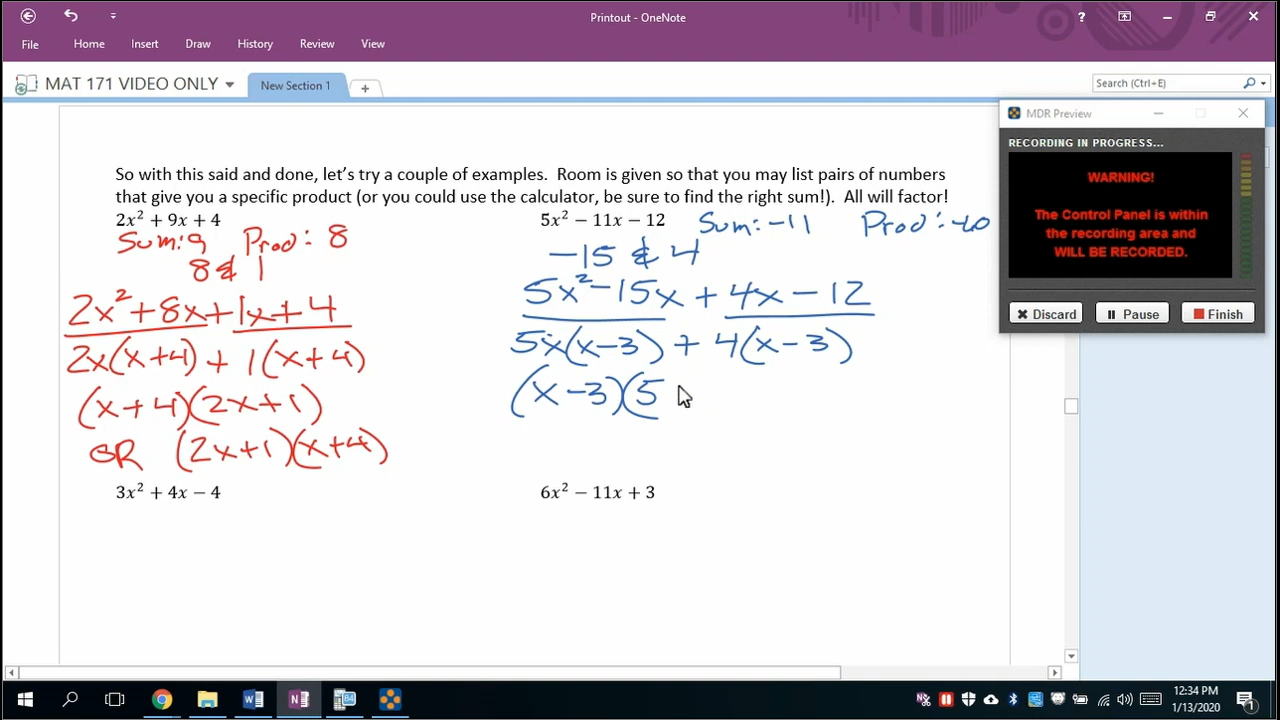 Printout - OneNote
?
File Home Insert Draw History Review View
MAT 171 VIDEO ONLY New Section 1 +
Search (Ctrl+E)
MDR Preview
RECORDING IN PROGRESS...
WARNING!
The Control Panel is within
the recording area and
WILL BE RECORDED.
Discard Pause Finish
So with this said and done, let's try a couple of examples. Room is given so that you may list pairs of numbers
that give you a specific product (or you could use the calculator, be sure to find the right sum!). All will factor!
2x² + 9x + 4
Sum: 9 Prod: 8
8 & 1
2x² + 8x + 1x + 4
2x(x+4) + 1(x+4)
(x+4)(2x+1)
OR (2x+1)(x+4)
5x² − 11x − 12 Sum: -11 Prod: -60
-15 & 4
5x² - 15x + 4x - 12
5x(x-3) + 4(x-3)
(x-3)(5
3x² + 4x − 4
6x² − 11x + 3
12:34 PM
1/13/2020
1